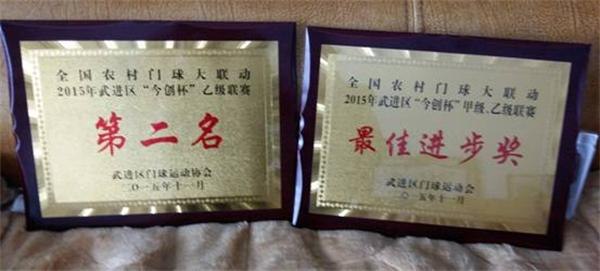 全国农村门球大联动
2015年武进区“今创杯”乙级联赛
第二名
武进区门球运动协会
二〇一五年十一月
全国农村门球大联动
2015年武进区“今创杯”甲级、乙级联赛
最佳进步奖
武进区门球运动会
二〇一五年十一月